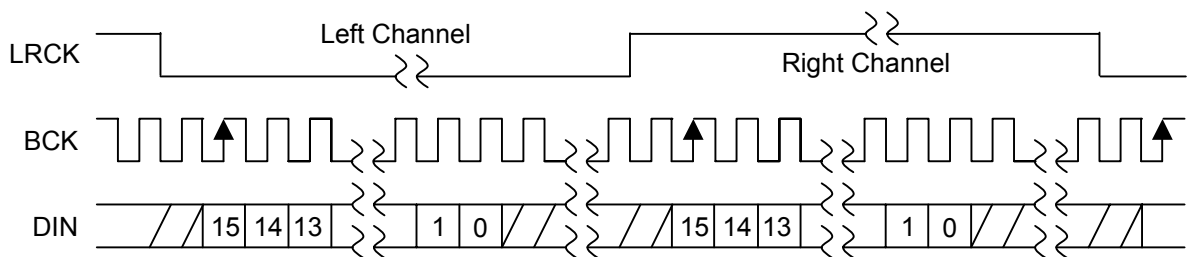 Left Channel
LRCK
Right Channel
BCK
DIN 15 14 13 1 0 15 14 13 1 0